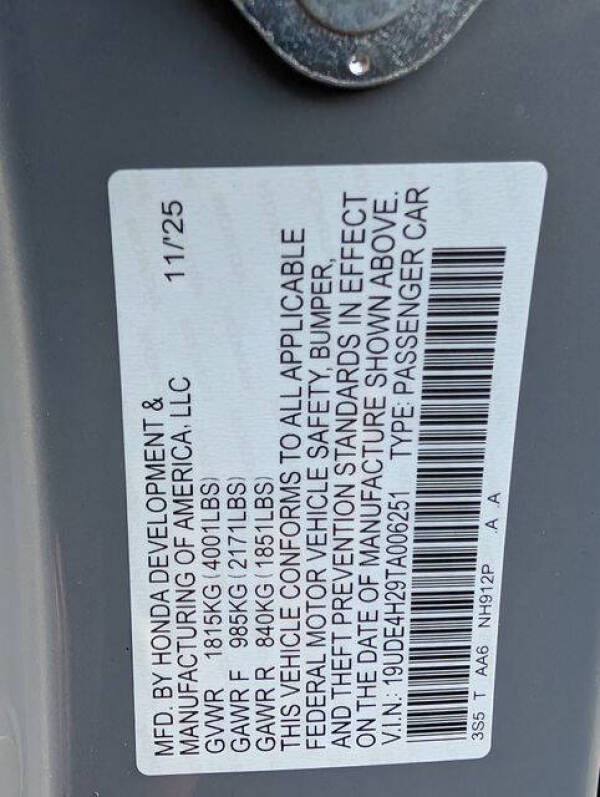 MFD. BY HONDA DEVELOPMENT &
MANUFACTURING OF AMERICA, LLC 11/'25
GVWR 1815KG (4001LBS)
GAWR F 985KG (2171LBS)
GAWR R 840KG (1851LBS)
THIS VEHICLE CONFORMS TO ALL APPLICABLE
FEDERAL MOTOR VEHICLE SAFETY, BUMPER,
AND THEFT PREVENTION STANDARDS IN EFFECT
ON THE DATE OF MANUFACTURE SHOWN ABOVE.
V.I.N.: 19UDE4H29TA006251 TYPE: PASSENGER CAR
3S5 T AA6 NH912P .A .A